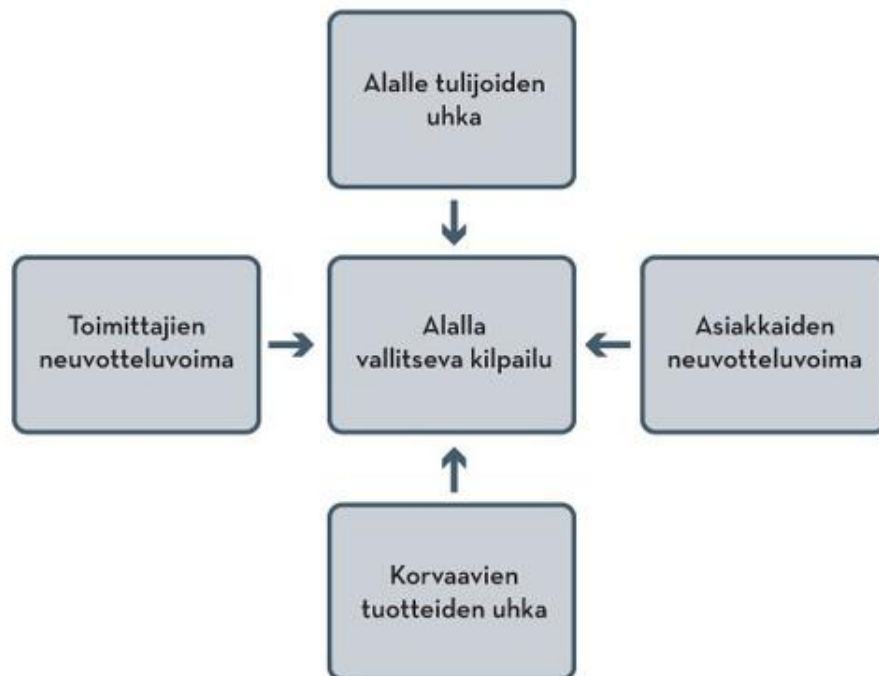 Alalle tulijoiden
uhka
Toimittajien
neuvotteluvoima
Alalla
vallitseva kilpailu
Asiakkaiden
neuvotteluvoima
Korvaavien
tuotteiden uhka